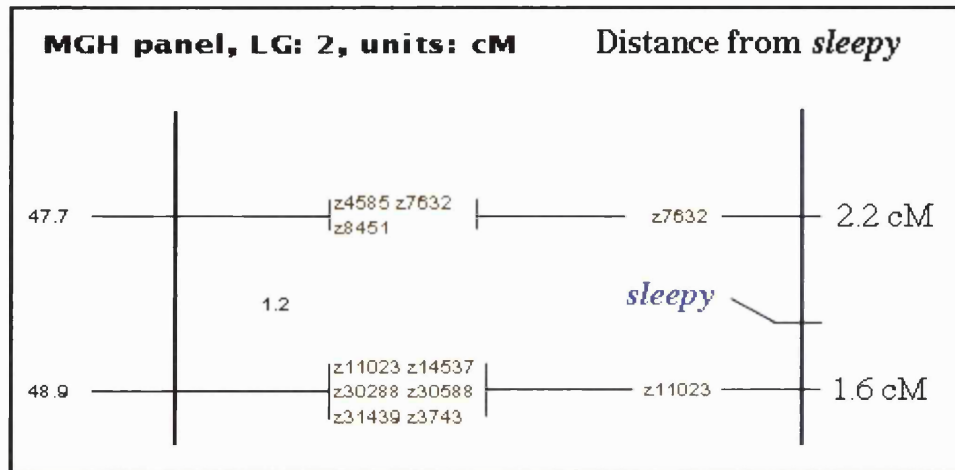 MGH panel, LG: 2, units: cM
Distance from sleepy
47.7
z4585 z7632
z8451
z7632
2.2 cM
1.2
sleepy
48.9
z11023 z14537
z30288 z30588
z31439 z3743
z11023
1.6 cM